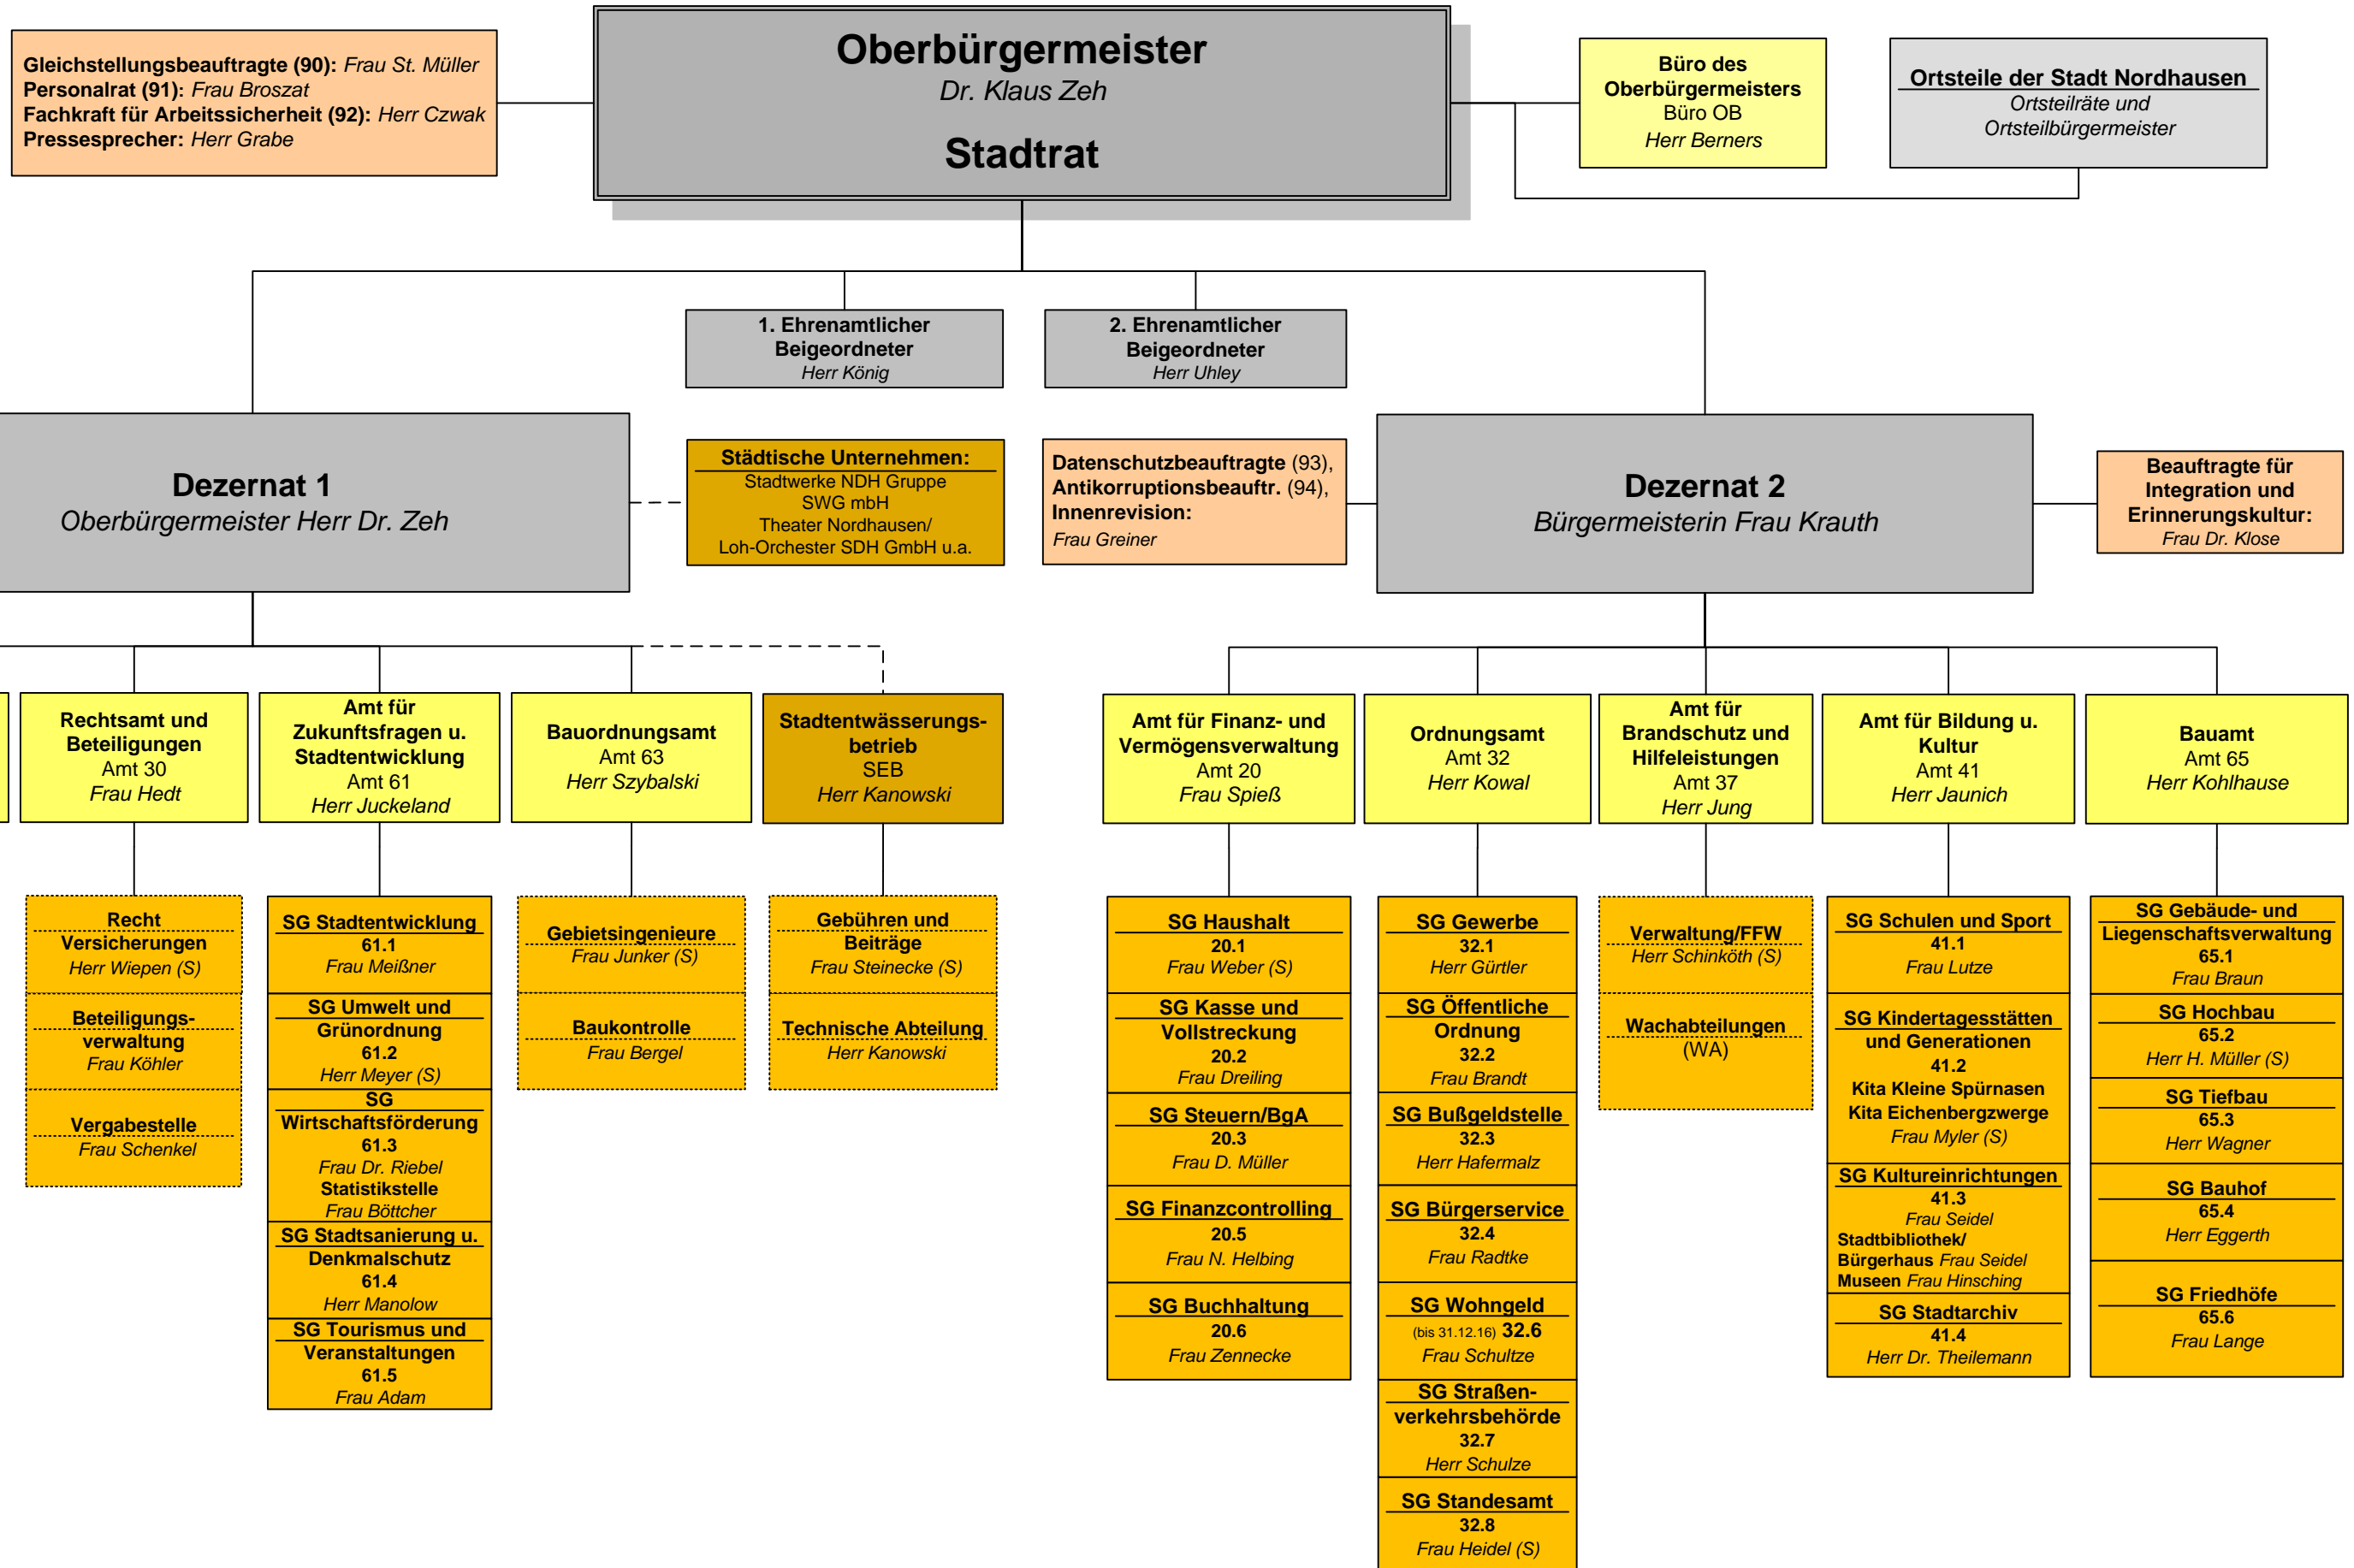 Gleichstellungsbeauftragte (90): Frau St. Müller
Personalrat (91): Frau Broszat
Fachkraft für Arbeitssicherheit (92): Herr Czwak
Pressesprecher: Herr Grabe
Oberbürgermeister
Dr. Klaus Zeh
Stadtrat
Büro des
Oberbürgermeisters
Büro OB
Herr Berners
Ortsteile der Stadt Nordhausen
Ortsteilräte und
Ortsteilbürgermeister
1. Ehrenamtlicher
Beigeordneter
Herr König
2. Ehrenamtlicher
Beigeordneter
Herr Uhley
Dezernat 1
Oberbürgermeister Herr Dr. Zeh
Städtische Unternehmen:
Stadtwerke NDH Gruppe
SWG mbH
Theater Nordhausen/
Loh-Orchester SDH GmbH u.a.
Datenschutzbeauftragte (93),
Antikorruptionsbeauftr. (94),
Innenrevision:
Frau Greiner
Dezernat 2
Bürgermeisterin Frau Krauth
Beauftragte für
Integration und
Erinnerungskultur:
Frau Dr. Klose
Rechtsamt und
Beteiligungen
Amt 30
Frau Hedt
Amt für
Zukunftsfragen u.
Stadtentwicklung
Amt 61
Herr Juckeland
Bauordnungsamt
Amt 63
Herr Szybalski
Stadtentwässerungs-
betrieb
SEB
Herr Kanowski
Amt für Finanz- und
Vermögensverwaltung
Amt 20
Frau Spieß
Ordnungsamt
Amt 32
Herr Kowal
Amt für
Brandschutz und
Hilfeleistungen
Amt 37
Herr Jung
Amt für Bildung u.
Kultur
Amt 41
Herr Jaunich
Bauamt
Amt 65
Herr Kohlhause
Recht
Versicherungen
Herr Wiepen (S)
Beteiligungs-
verwaltung
Frau Köhler
Vergabestelle
Frau Schenkel
SG Stadtentwicklung
61.1
Frau Meißner
SG Umwelt und
Grünordnung
61.2
Herr Meyer (S)
SG
Wirtschaftsförderung
61.3
Frau Dr. Riebel
Statistikstelle
Frau Böttcher
SG Stadtsanierung u.
Denkmalschutz
61.4
Herr Manolow
SG Tourismus und
Veranstaltungen
61.5
Frau Adam
Gebietsingenieure
Frau Junker (S)
Baukontrolle
Frau Bergel
Gebühren und
Beiträge
Frau Steinecke (S)
Technische Abteilung
Herr Kanowski
SG Haushalt
20.1
Frau Weber (S)
SG Kasse und
Vollstreckung
20.2
Frau Dreiling
SG Steuern/BgA
20.3
Frau D. Müller
SG Finanzcontrolling
20.5
Frau N. Helbing
SG Buchhaltung
20.6
Frau Zennecke
SG Gewerbe
32.1
Herr Gürtler
SG Öffentliche
Ordnung
32.2
Frau Brandt
SG Bußgeldstelle
32.3
Herr Hafermalz
SG Bürgerservice
32.4
Frau Radtke
SG Wohngeld
(bis 31.12.16) 32.6
Frau Schultze
SG Straßen-
verkehrsbehörde
32.7
Herr Schulze
SG Standesamt
32.8
Frau Heidel (S)
Verwaltung/FFW
Herr Schinköth (S)
Wachabteilungen
(WA)
SG Schulen und Sport
41.1
Frau Lutze
SG Kindertagesstätten
und Generationen
41.2
Kita Kleine Spürnasen
Kita Eichenbergzwerge
Frau Myler (S)
SG Kultureinrichtungen
41.3
Frau Seidel
Stadtbibliothek/
Bürgerhaus Frau Seidel
Museen Frau Hinsching
SG Stadtarchiv
41.4
Herr Dr. Theilemann
SG Gebäude- und
Liegenschaftsverwaltung
65.1
Frau Braun
SG Hochbau
65.2
Herr H. Müller (S)
SG Tiefbau
65.3
Herr Wagner
SG Bauhof
65.4
Herr Eggerth
SG Friedhöfe
65.6
Frau Lange